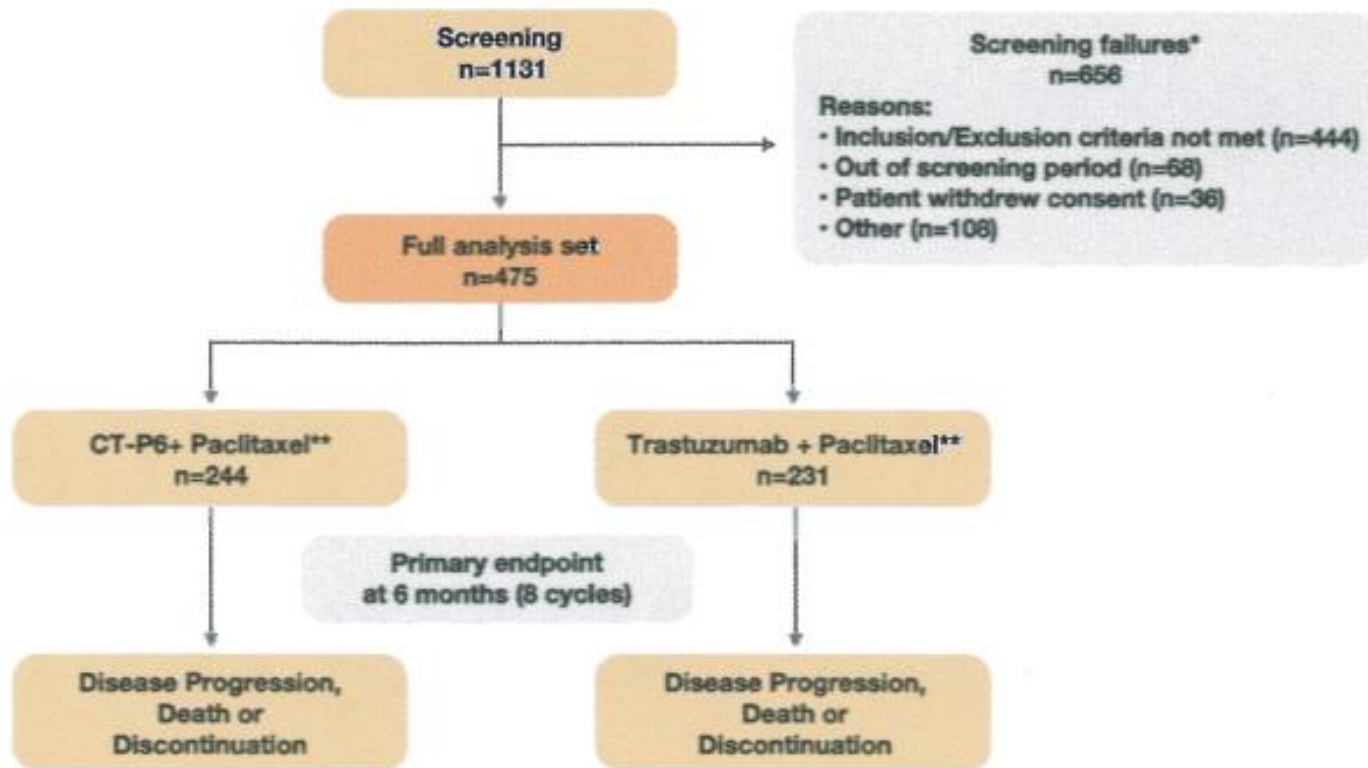 Screening
n=1131
Screening failures*
n=656
Reasons:
• Inclusion/Exclusion criteria not met (n=444)
• Out of screening period (n=68)
• Patient withdrew consent (n=36)
• Other (n=108)
Full analysis set
n=475
CT-P6+ Paclitaxel**
n=244
Trastuzumab + Paclitaxel**
n=231
Primary endpoint
at 6 months (8 cycles)
Disease Progression,
Death or
Discontinuation
Disease Progression,
Death or
Discontinuation